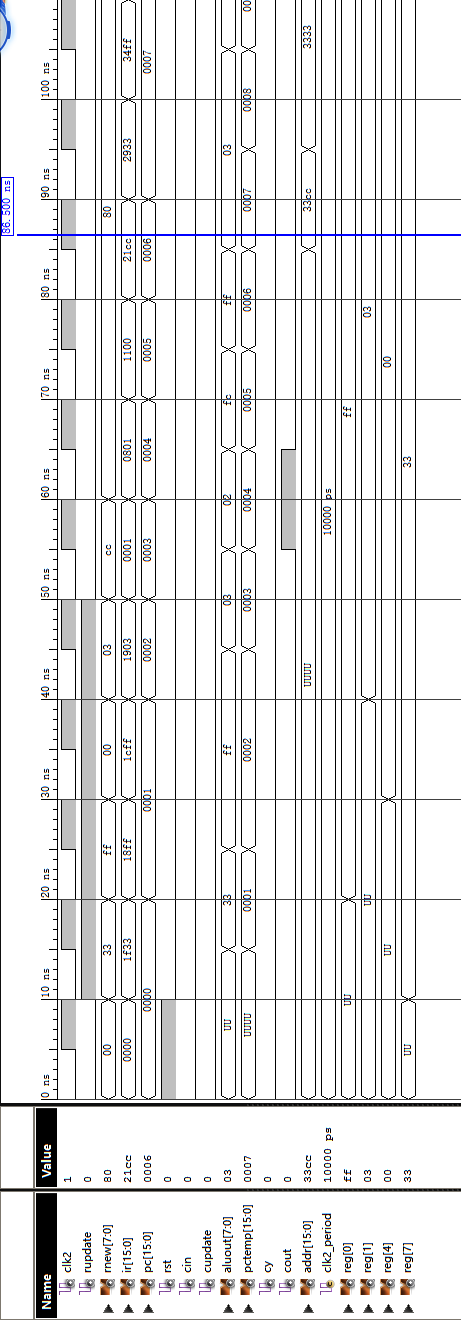 86.500 ns
Name Value 0 ns 10 ns 20 ns 30 ns 40 ns 50 ns 60 ns 70 ns 80 ns 90 ns 100 ns
clk2 1
rupdate 0
rnew[7:0] 80 00 33 ff 00 03 cc 80
ir[15:0] 21cc 0000 1f33 18ff 1cff 1903 0001 0801 1100 21cc 2933 34ff
pc[15:0] 0006 0000 0001 0002 0003 0004 0005 0006 0007
rst 0
cin 0
cupdate 0
aluout[7:0] 03 UU 33 ff 03 02 fc ff 03
pctemp[15:0] 0007 UUUU 0001 0002 0003 0004 0005 0006 0007 0008 00
cy 0
cout 0
addr[15:0] 33cc UUUU 33cc 3333
clk2_period 10000 ps 10000 ps
reg[0] ff UU ff
reg[1] 03 UU 03
reg[4] 00 UU 00
reg[7] 33 UU 33